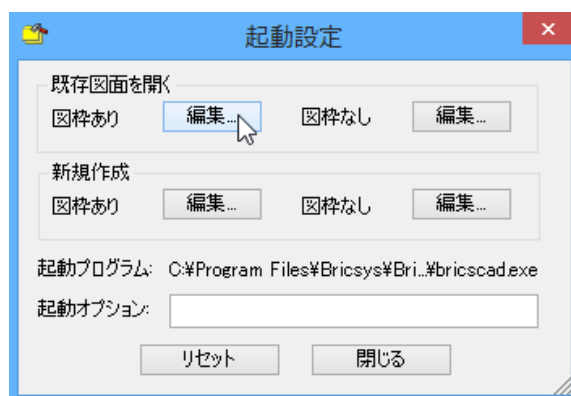 起動設定
既存図面を開く
図枠あり 編集... 図枠なし 編集...
新規作成
図枠あり 編集... 図枠なし 編集...
起動プログラム: C:¥Program Files¥Bricsys¥Bri...¥bricscad.exe
起動オプション:
リセット 閉じる